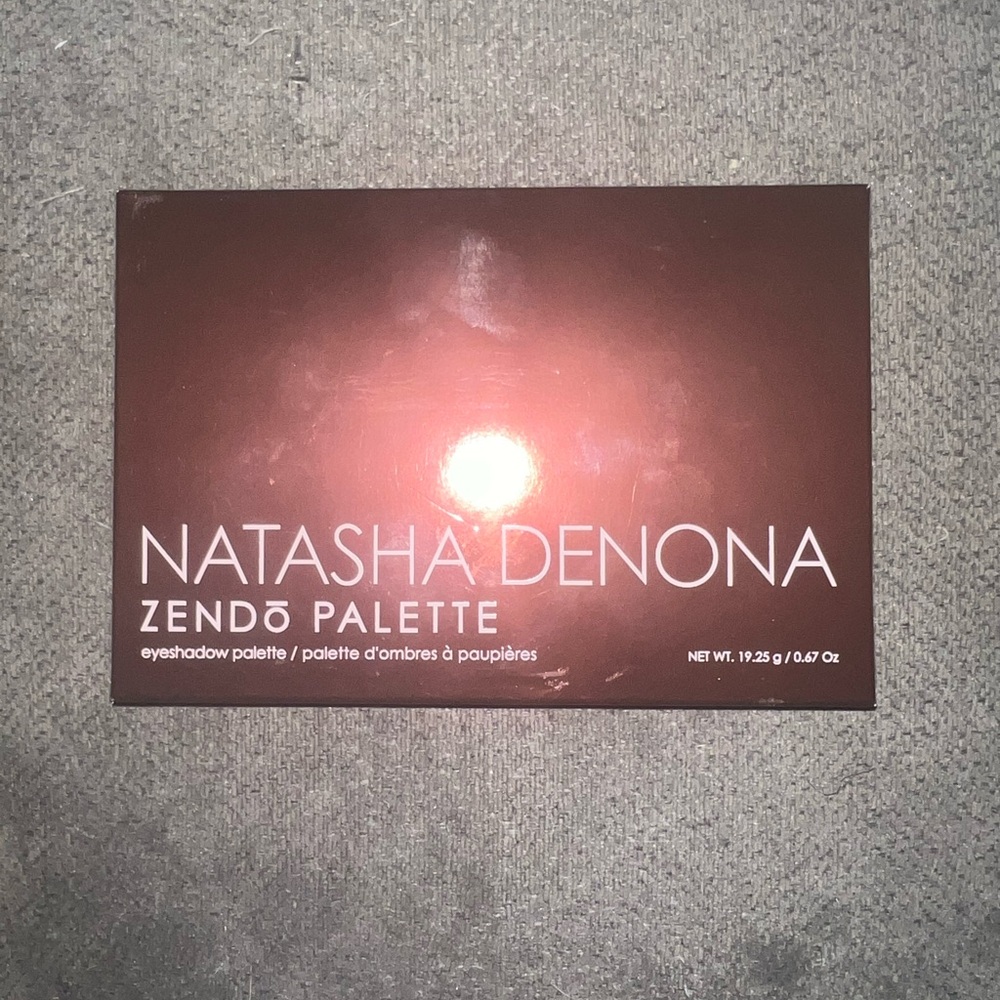 NATASHA DENONA
ZENDō PALETTE
eyeshadow palette / palette d'ombres à paupières
NET WT. 19.25 g / 0.67 Oz